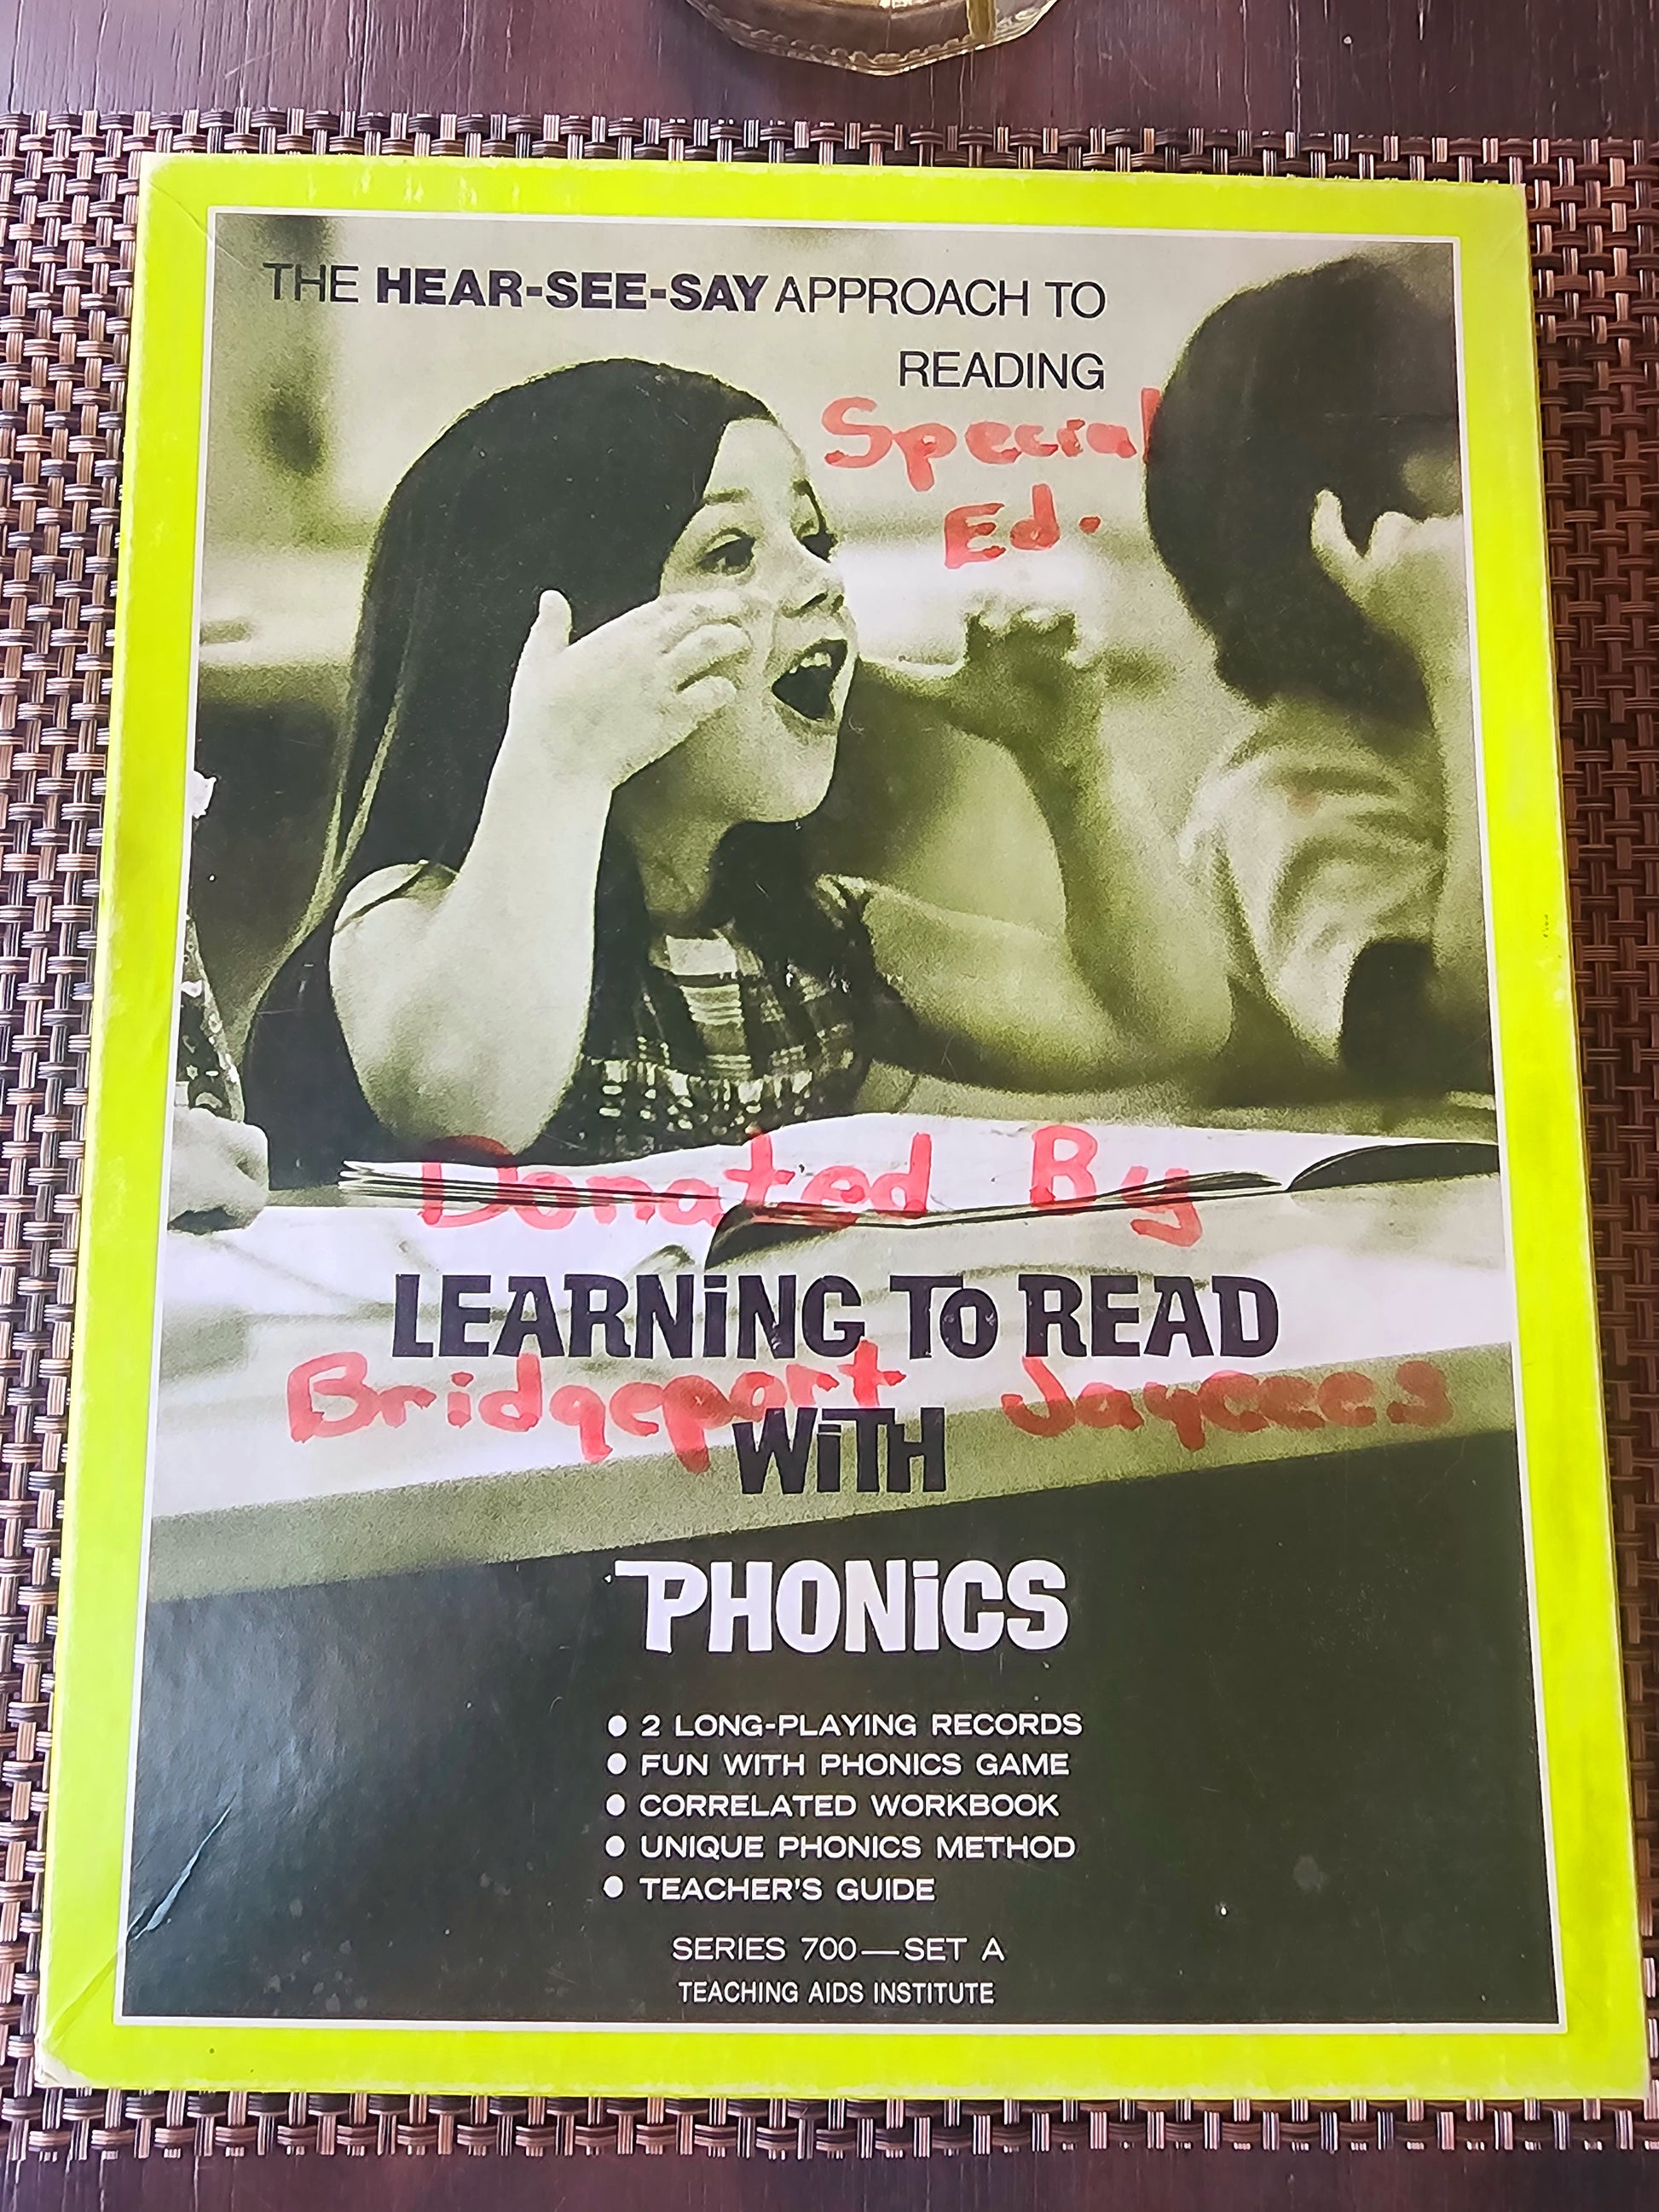 THE HEAR-SEE-SAY APPROACH TO
READING
Special
Ed.
Donated By
LEARNiNG TO READ
Bridgeport Jaycees
WiTH
PHONiCS
● 2 LONG-PLAYING RECORDS
● FUN WITH PHONICS GAME
● CORRELATED WORKBOOK
● UNIQUE PHONICS METHOD
● TEACHER'S GUIDE
SERIES 700—SET A
TEACHING AIDS INSTITUTE